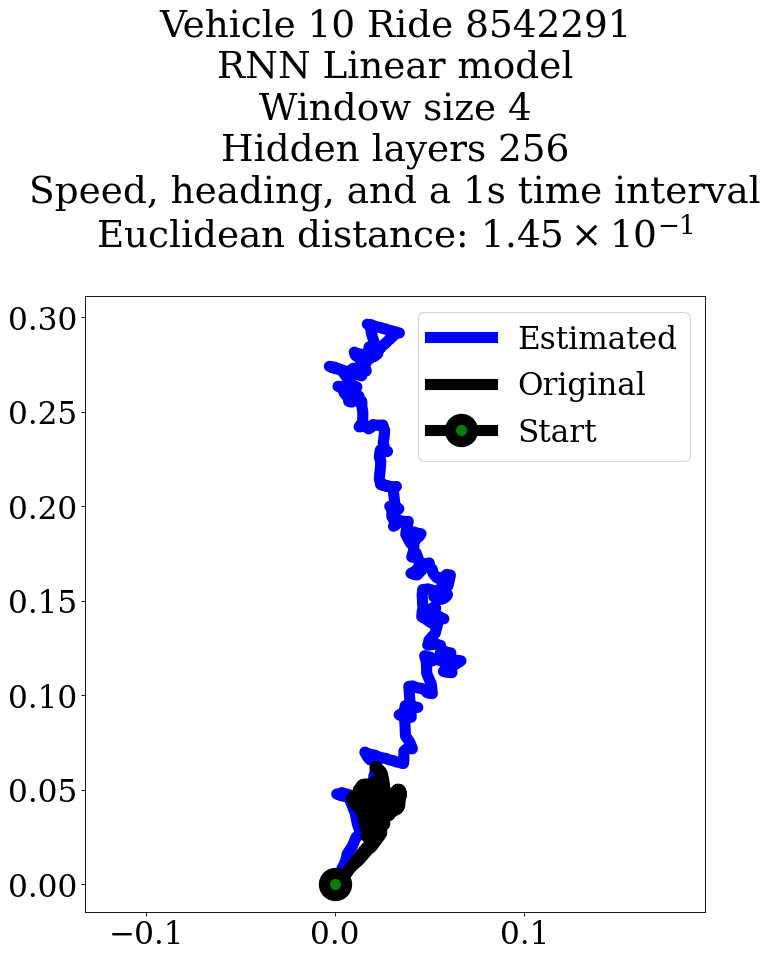 Vehicle 10 Ride 8542291
RNN Linear model
Window size 4
Hidden layers 256
Speed, heading, and a 1s time interval
Euclidean distance: 1.45 × 10⁻¹
0.30
Estimated
Original
Start
0.25
0.20
0.15
0.10
0.05
0.00
−0.1
0.0
0.1